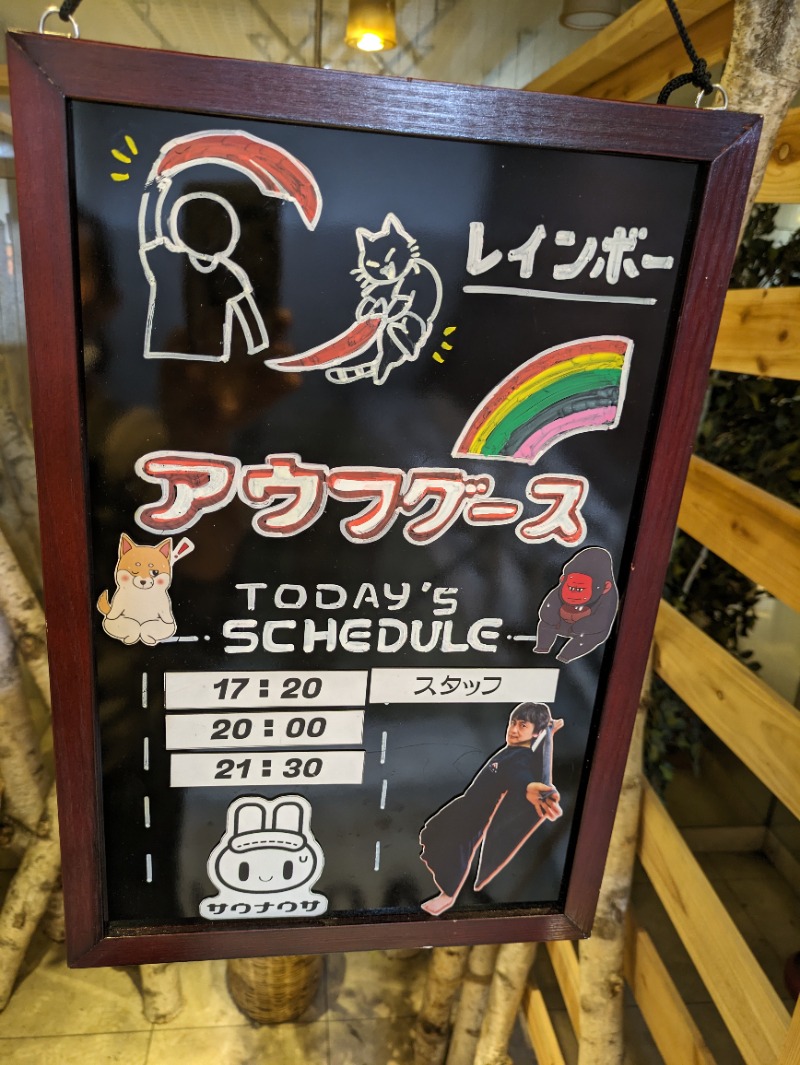 レインボー
アウフグース
TODAY'S
SCHEDULE
17:20 スタッフ
20:00
21:30
サウナウサ